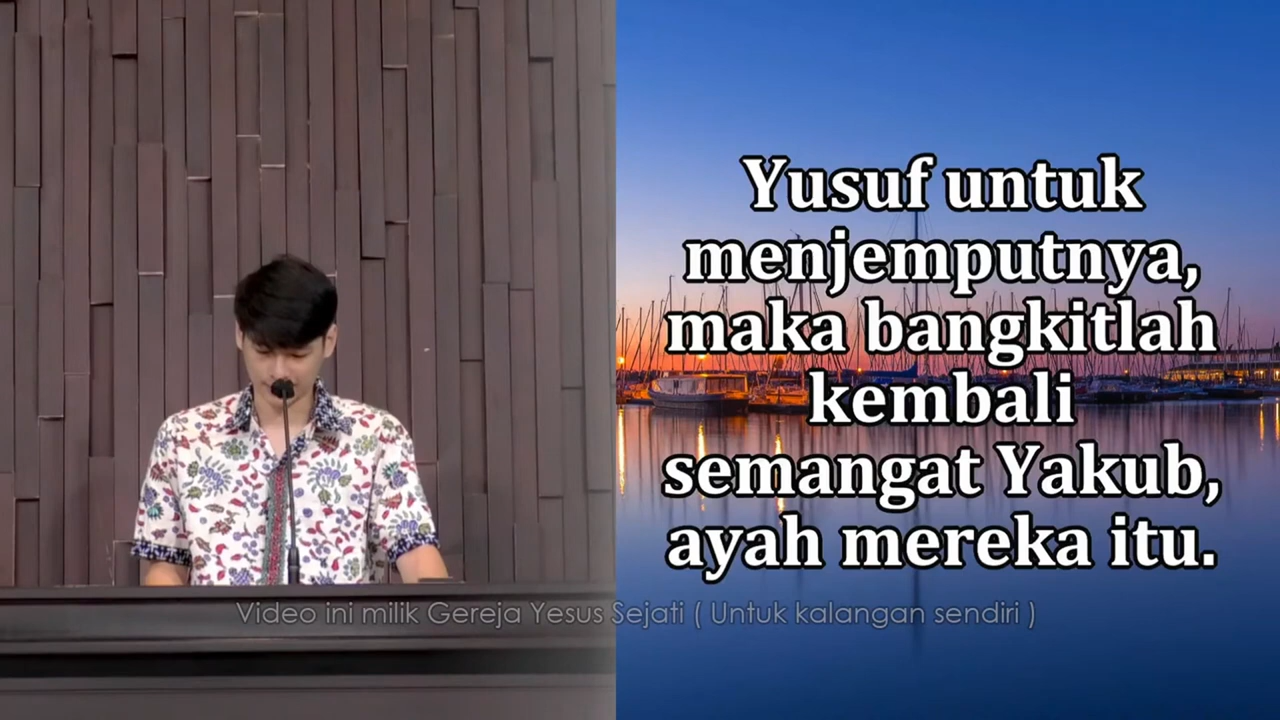 Yusuf untuk
menjemputnya,
maka bangkitlah
kembali
semangat Yakub,
ayah mereka itu.
Video ini milik Gereja Yesus Sejati ( Untuk kalangan sendiri )